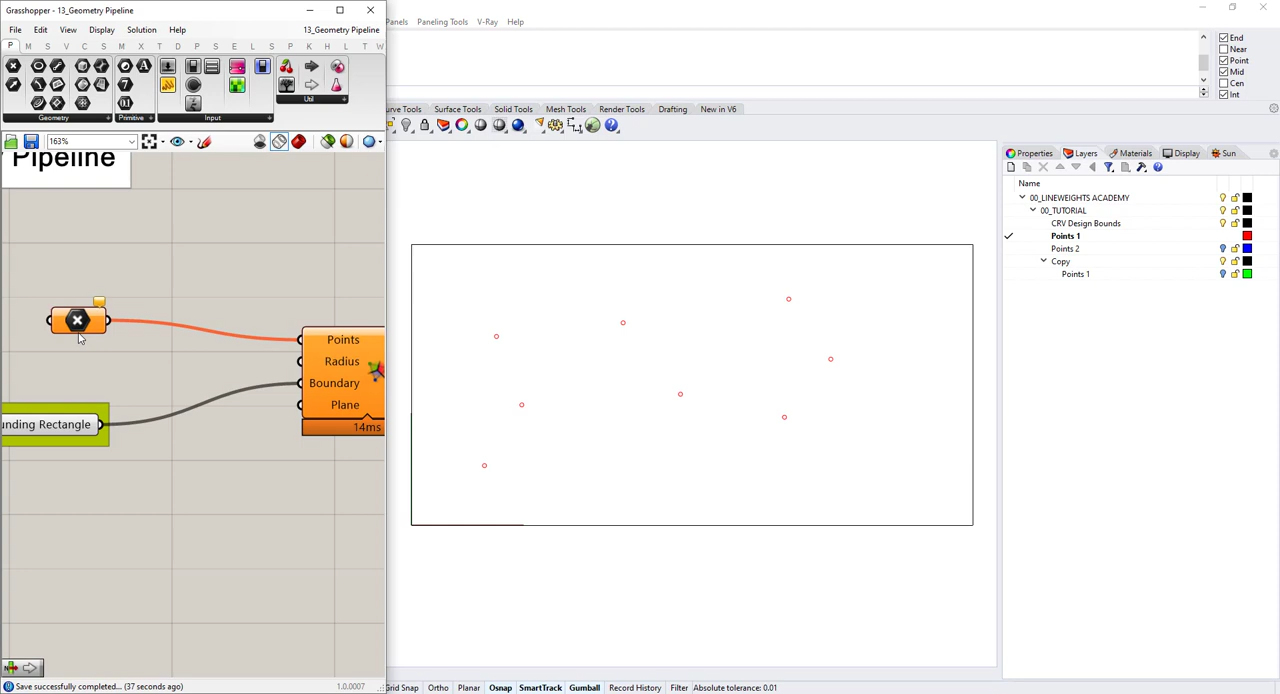 Grasshopper - 13_Geometry Pipeline
File Edit View Display Solution Help
13_Geometry Pipeline
P M S V C S M X T D P S E L S P K H L T W
Geometry
Primitive
Input
Util
163%
Pipeline
Points
Radius
Boundary
Plane
14ms
unding Rectangle
Save successfully completed... (37 seconds ago)
1.0.0007
Panels Paneling Tools V-Ray Help
End
Near
Point
Mid
Cen
Int
urve Tools Surface Tools Solid Tools Mesh Tools Render Tools Drafting New in V6
Properties Layers Materials Display Sun
Name
00_LINEWEIGHTS ACADEMY
00_TUTORIAL
CRV Design Bounds
Points 1
Points 2
Copy
Points 1
Grid Snap Ortho Planar Osnap SmartTrack Gumball Record History Filter Absolute tolerance: 0.01